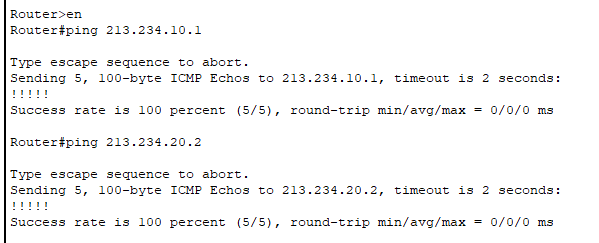 Router>en
Router#ping 213.234.10.1
Type escape sequence to abort.
Sending 5, 100-byte ICMP Echos to 213.234.10.1, timeout is 2 seconds:
!!!!!
Success rate is 100 percent (5/5), round-trip min/avg/max = 0/0/0 ms
Router#ping 213.234.20.2
Type escape sequence to abort.
Sending 5, 100-byte ICMP Echos to 213.234.20.2, timeout is 2 seconds:
!!!!!
Success rate is 100 percent (5/5), round-trip min/avg/max = 0/0/0 ms